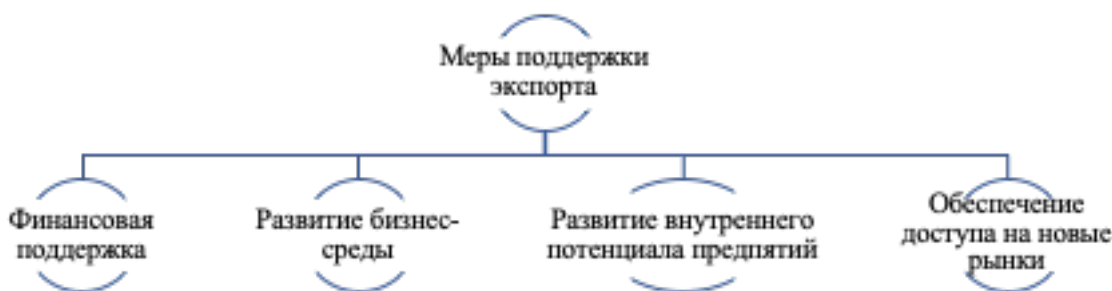 Меры поддержки
экспорта
Финансовая
поддержка
Развитие бизнес-
среды
Развитие внутреннего
потенциала предпятий
Обеспечение
доступа на новые
рынки